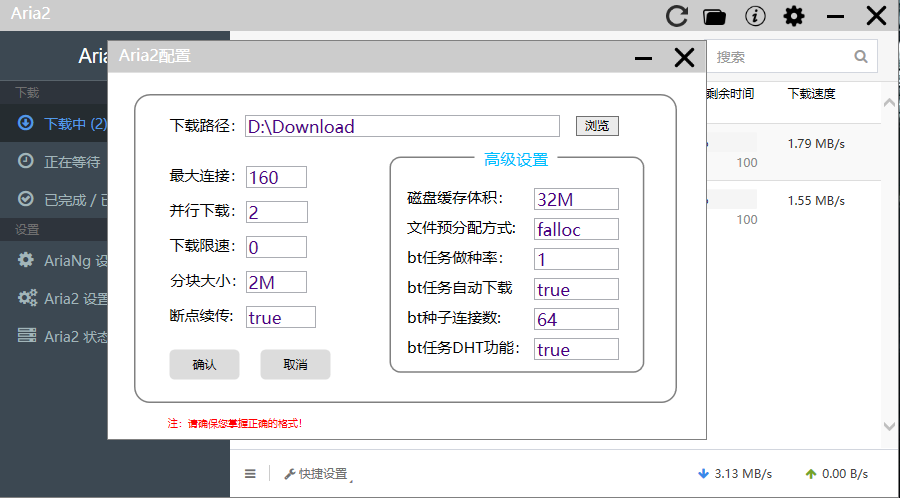 Aria2
Aria2配置
搜索
下载
下载中 (2)
正在等待
已完成 / 已
设置
AriaNg 设
Aria2 设置
Aria2 状态
剩余时间
下载速度
1.79 MB/s
100
1.55 MB/s
100
下载路径：
D:\Download
浏览
最大连接：
160
并行下载：
2
下载限速：
0
分块大小：
2M
断点续传:
true
确认
取消
高级设置
磁盘缓存体积：
32M
文件预分配方式:
falloc
bt任务做种率：
1
bt任务自动下载
true
bt种子连接数:
64
bt任务DHT功能：
true
注：请确保您掌握正确的格式！
快捷设置
3.13 MB/s
0.00 B/s